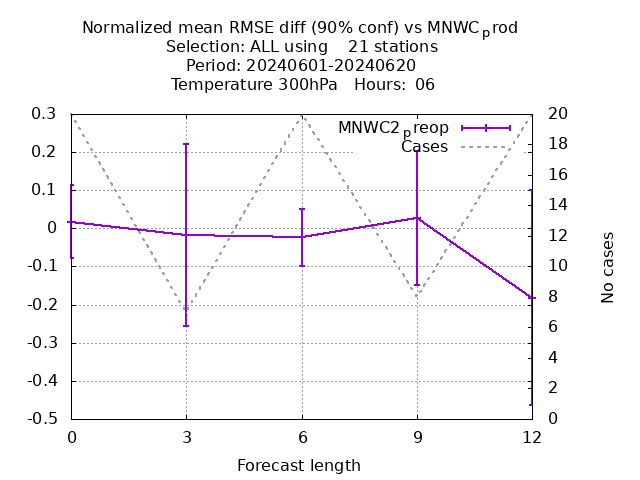 Normalized mean RMSE diff (90% conf) vs MNWCprod
Selection: ALL using    21 stations
Period: 20240601-20240620
Temperature 300hPa   Hours: 06
MNWC2preop
Cases
0.3
0.2
0.1
0
-0.1
-0.2
-0.3
-0.4
-0.5
20
18
16
14
12
10
8
6
4
2
0
No cases
0 3 6 9 12
Forecast length